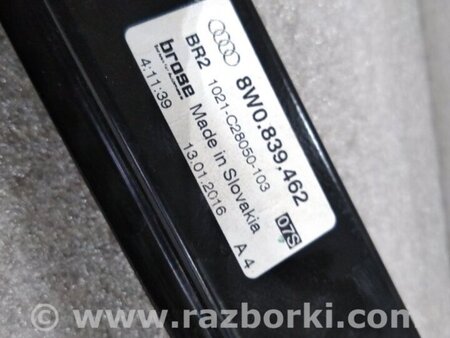 8W0.839.462
BR2 1021-C28050-103 07S
brose Made in Slovakia
4:11:39 13.01.2016 A4
© www.razborki.com